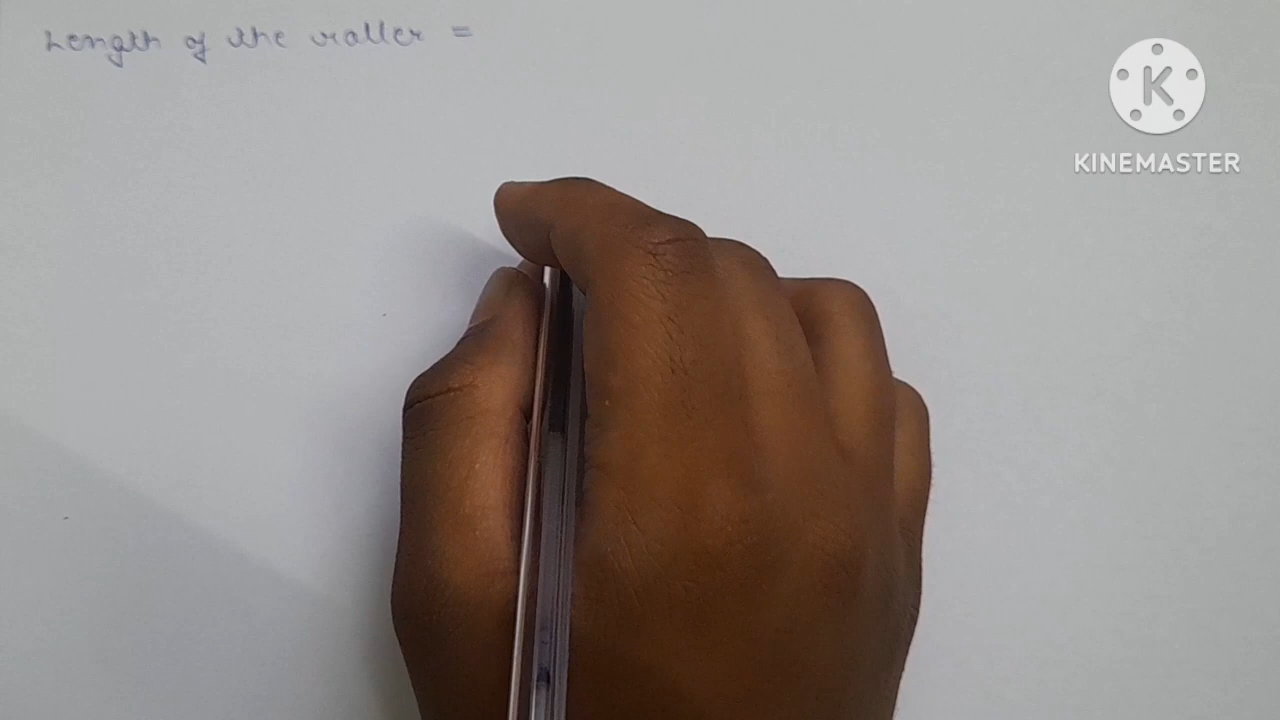 Length of the roller =
K
KINEMASTER